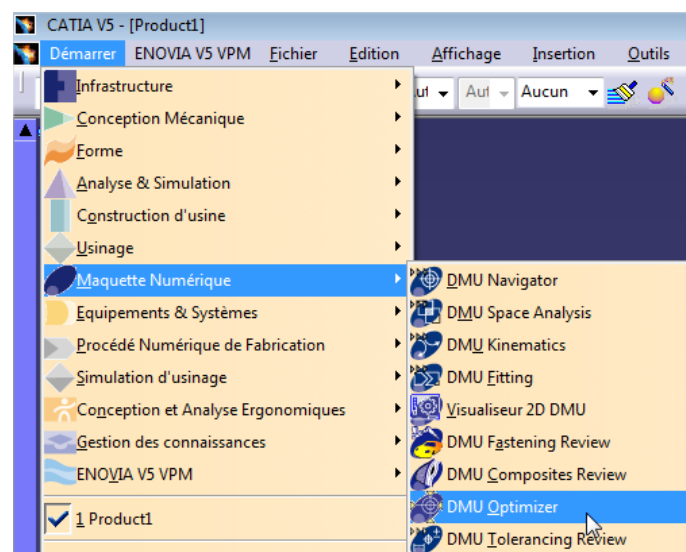 CATIA V5 - [Product1]
Démarrer ENOVIA V5 VPM Fichier Edition Affichage Insertion Outils
Infrastructure
Aut Aucun
Conception Mécanique
Forme
Analyse & Simulation
Construction d'usine
Usinage
Maquette Numérique
Equipements & Systèmes
Procédé Numérique de Fabrication
Simulation d'usinage
Conception et Analyse Ergonomiques
Gestion des connaissances
ENOVIA V5 VPM
1 Product1
DMU Navigator
DMU Space Analysis
DMU Kinematics
DMU Fitting
Visualiseur 2D DMU
DMU Fastening Review
DMU Composites Review
DMU Optimizer
DMU Tolerancing Review